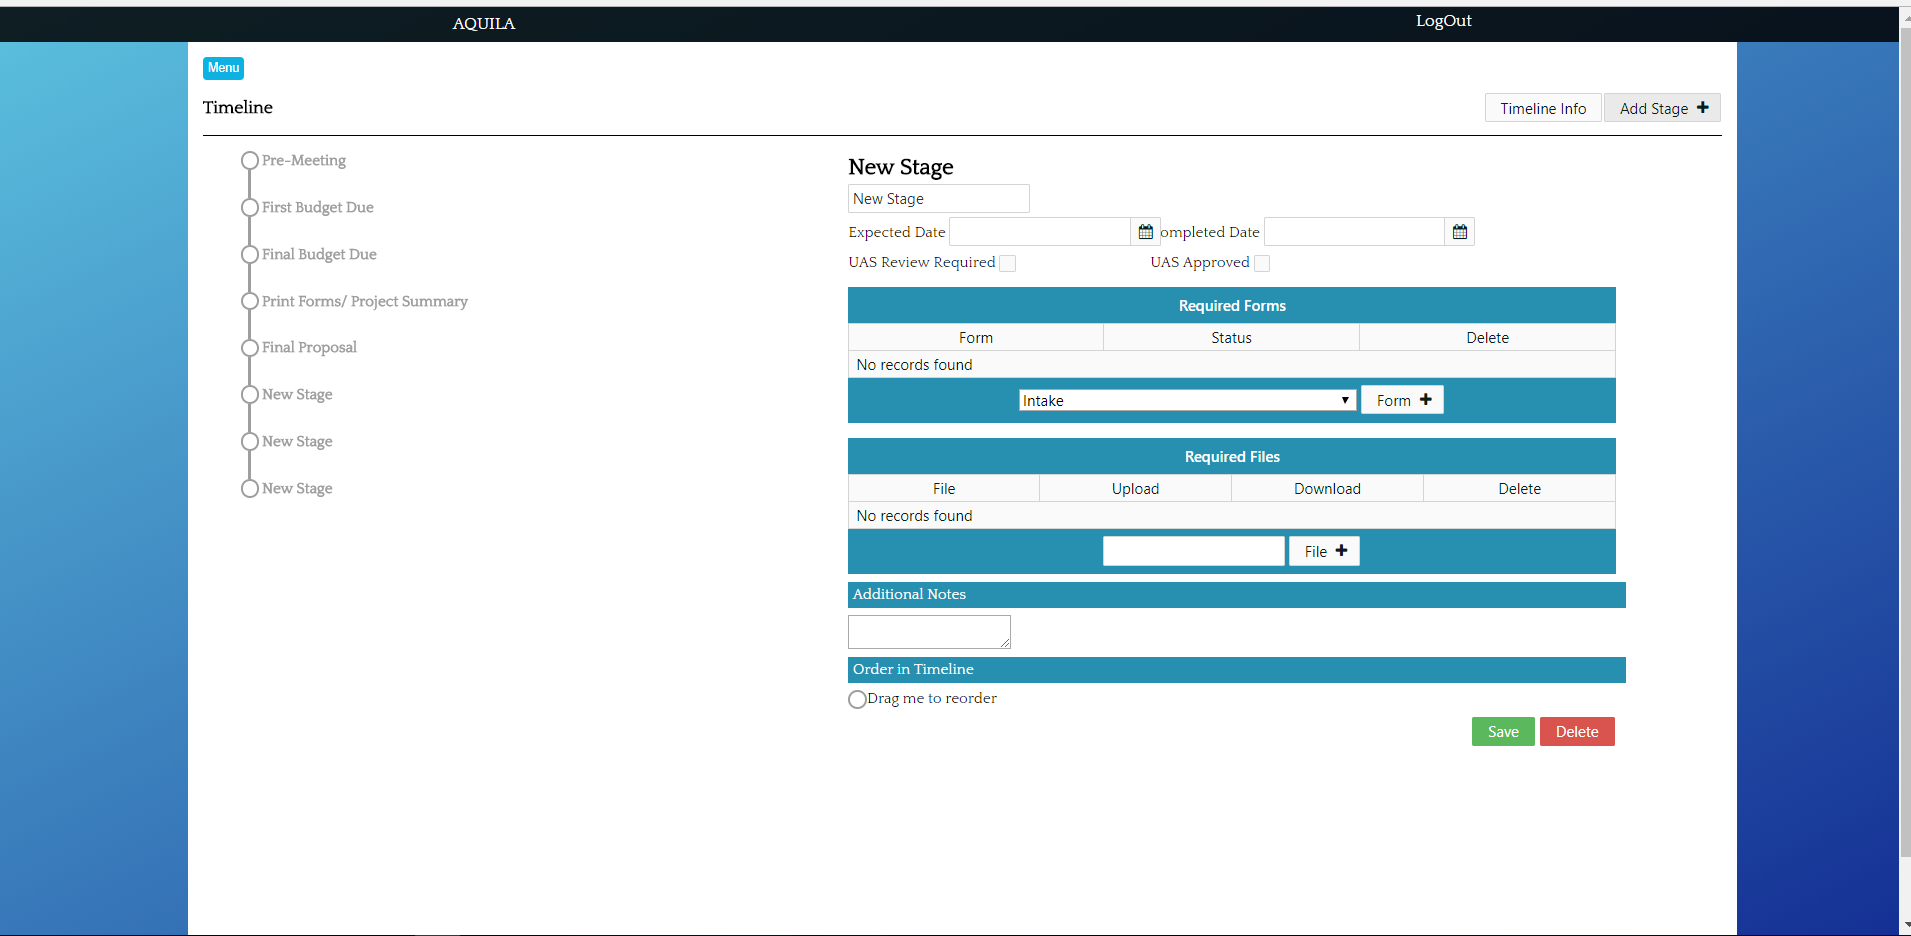 AQUILA LogOut
Menu
Timeline
Timeline Info Add Stage
Pre-Meeting
First Budget Due
Final Budget Due
Print Forms/ Project Summary
Final Proposal
New Stage
New Stage
New Stage
New Stage
New Stage
Expected Date ompleted Date
UAS Review Required UAS Approved
Required Forms
Form Status Delete
No records found
Intake Form
Required Files
File Upload Download Delete
No records found
File
Additional Notes
Order in Timeline
Drag me to reorder
Save Delete